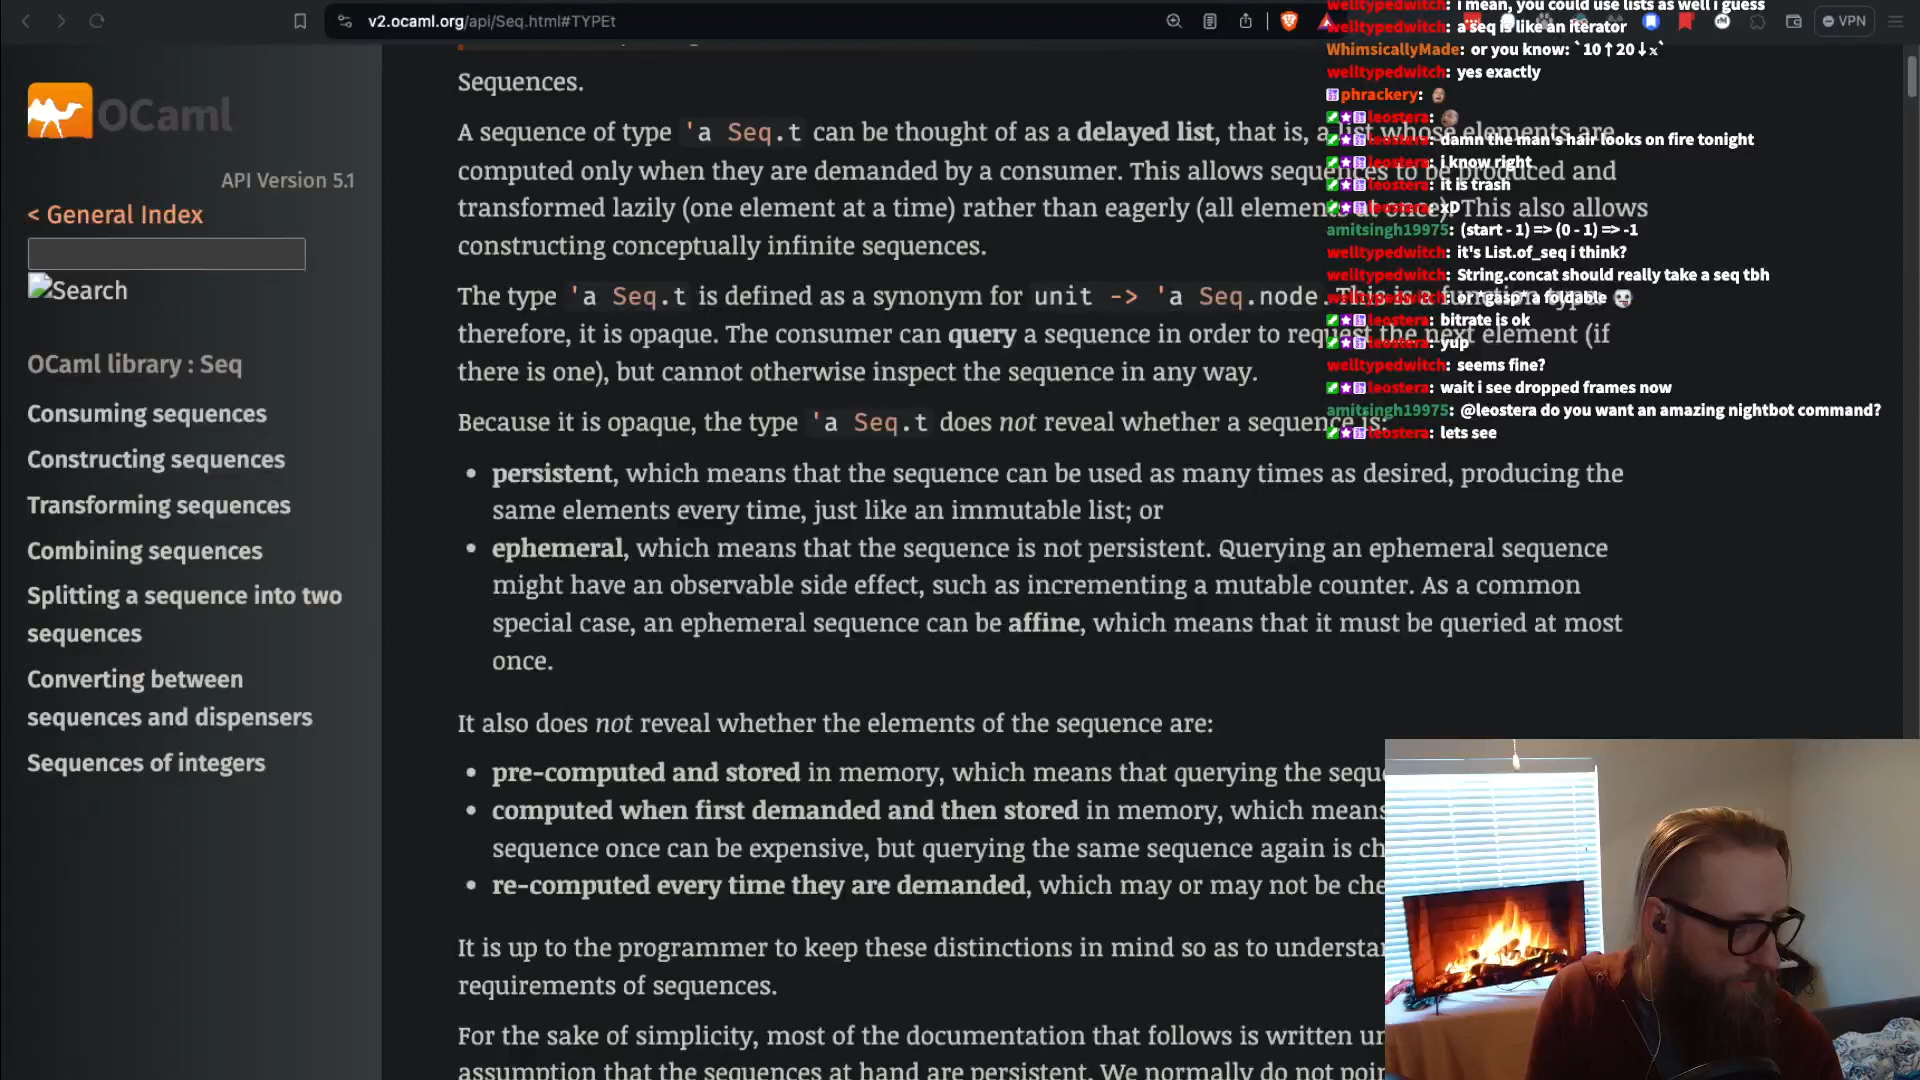 v2.ocaml.org/api/Seq.html#TYPEt
VPN
OCaml
API Version 5.1
< General Index
Search
OCaml library : Seq
Consuming sequences
Constructing sequences
Transforming sequences
Combining sequences
Splitting a sequence into two
sequences
Converting between
sequences and dispensers
Sequences of integers
Sequences.
A sequence of type 'a Seq.t can be thought of as a delayed list, that is, a list whose elements are
computed only when they are demanded by a consumer. This allows sequences to be produced and
transformed lazily (one element at a time) rather than eagerly (all elements at once). This also allows
constructing conceptually infinite sequences.
The type 'a Seq.t is defined as a synonym for unit -> 'a Seq.node. This is a function type;
therefore, it is opaque. The consumer can query a sequence in order to request the next element (if
there is one), but cannot otherwise inspect the sequence in any way.
Because it is opaque, the type 'a Seq.t does not reveal whether a sequence is:
• persistent, which means that the sequence can be used as many times as desired, producing the
same elements every time, just like an immutable list; or
• ephemeral, which means that the sequence is not persistent. Querying an ephemeral sequence
might have an observable side effect, such as incrementing a mutable counter. As a common
special case, an ephemeral sequence can be affine, which means that it must be queried at most
once.
It also does not reveal whether the elements of the sequence are:
• pre-computed and stored in memory, which means that querying the seque
• computed when first demanded and then stored in memory, which means
sequence once can be expensive, but querying the same sequence again is ch
• re-computed every time they are demanded, which may or may not be che
It is up to the programmer to keep these distinctions in mind so as to understa
requirements of sequences.
For the sake of simplicity, most of the documentation that follows is written un
assumption that the sequences at hand are persistent. We normally do not poin
welltypedwitch: i mean, you could use lists as well i guess
welltypedwitch: a seq is like an iterator
WhimsicallyMade: or you know: `10↑20↓x`
welltypedwitch: yes exactly
phrackery:
leostera:
leostera: damn the man's hair looks on fire tonight
leostera: i know right
leostera: it is trash
leostera: xD
amitsingh19975: (start - 1) => (0 - 1) => -1
welltypedwitch: it's List.of_seq i think?
welltypedwitch: String.concat should really take a seq tbh
welltypedwitch: or *gasp* a foldable
leostera: bitrate is ok
leostera: yup
welltypedwitch: seems fine?
leostera: wait i see dropped frames now
amitsingh19975: @leostera do you want an amazing nightbot command?
leostera: lets see